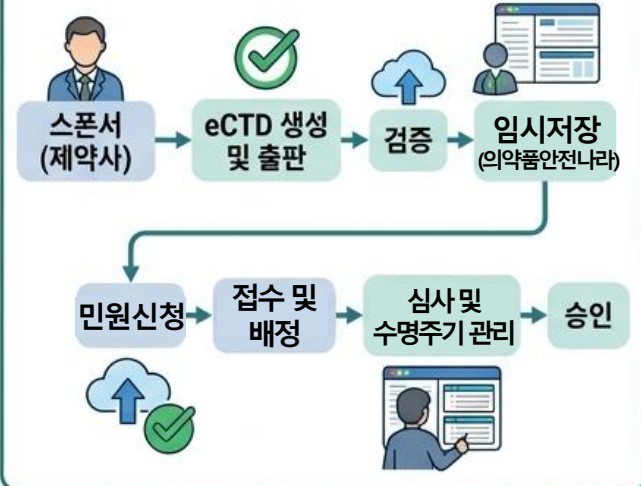 스폰서
(제약사)
eCTD 생성
및 출판
검증
임시저장
(의약품안전나라)
민원신청
접수 및
배정
심사 및
수명주기 관리
승인